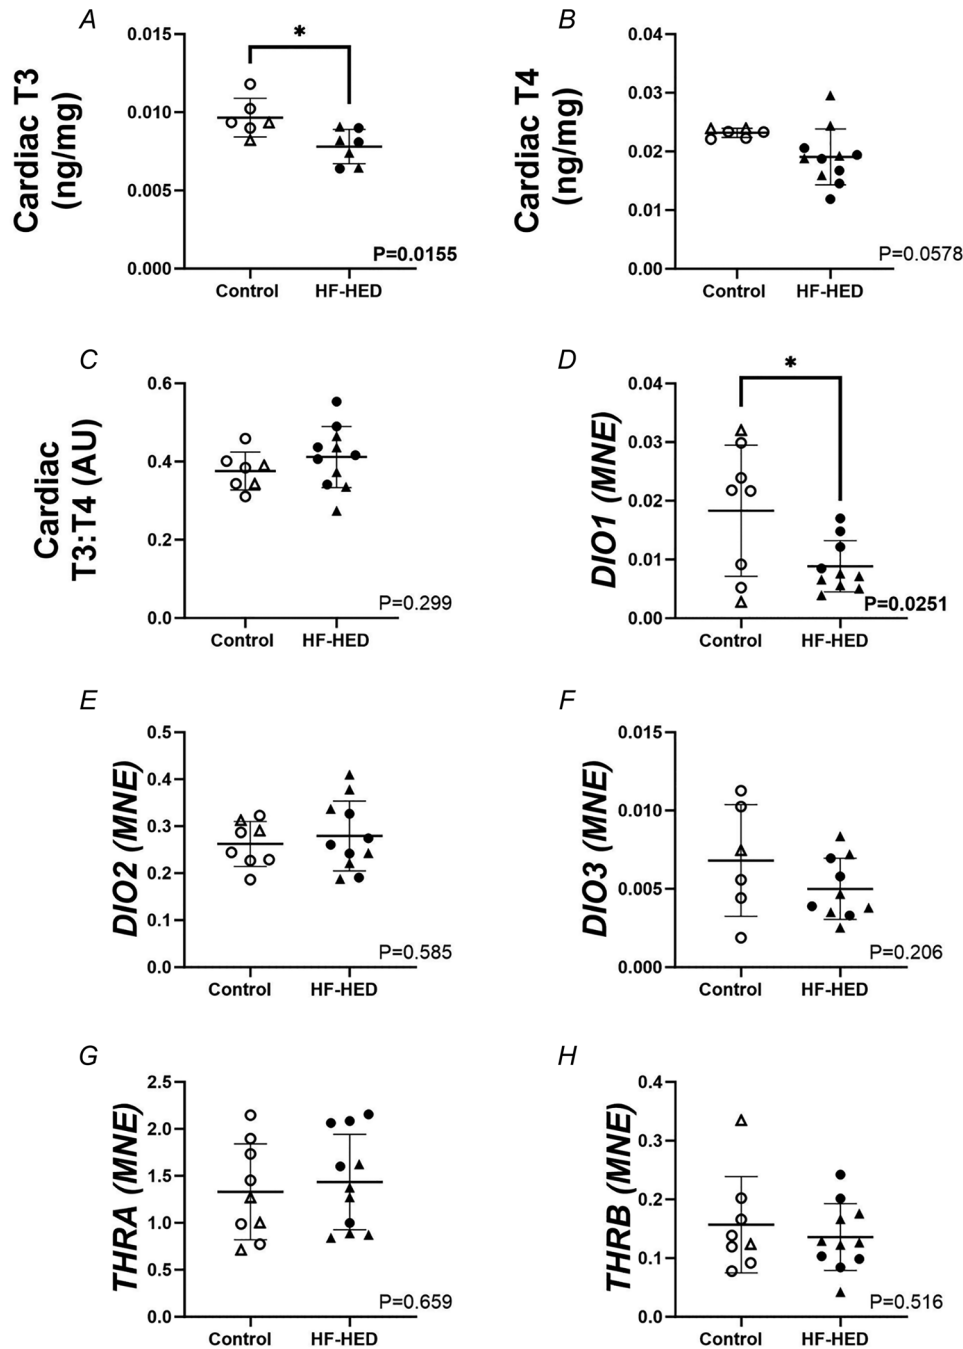 A
Cardiac T3
(ng/mg)
0.015
0.010
0.005
0.000
*
P=0.0155
Control
HF-HED
B
Cardiac T4
(ng/mg)
0.04
0.03
0.02
0.01
0.00
P=0.0578
Control
HF-HED
C
Cardiac
T3:T4 (AU)
0.6
0.4
0.2
0.0
P=0.299
Control
HF-HED
D
DIO1 (MNE)
0.04
0.03
0.02
0.01
0.00
*
P=0.0251
Control
HF-HED
E
DIO2 (MNE)
0.5
0.4
0.3
0.2
0.1
0.0
P=0.585
Control
HF-HED
F
DIO3 (MNE)
0.015
0.010
0.005
0.000
P=0.206
Control
HF-HED
G
THRA (MNE)
2.5
2.0
1.5
1.0
0.5
0.0
P=0.659
Control
HF-HED
H
THRB (MNE)
0.4
0.3
0.2
0.1
0.0
P=0.516
Control
HF-HED